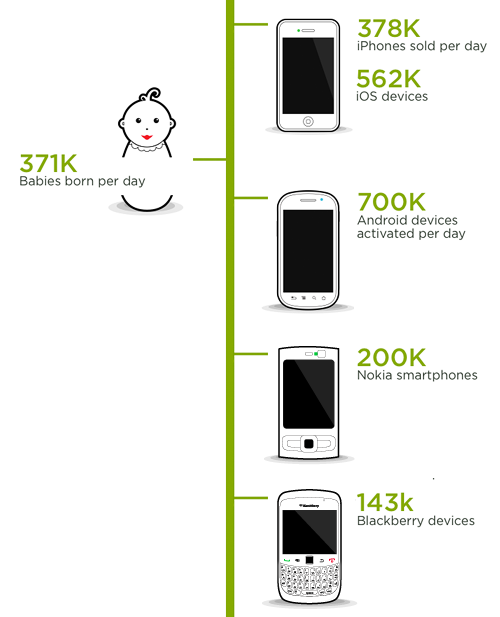 371K
Babies born per day
378K
iPhones sold per day
562K
iOS devices
700K
Android devices
activated per day
200K
Nokia smartphones
143k
BlackBerry
Blackberry devices